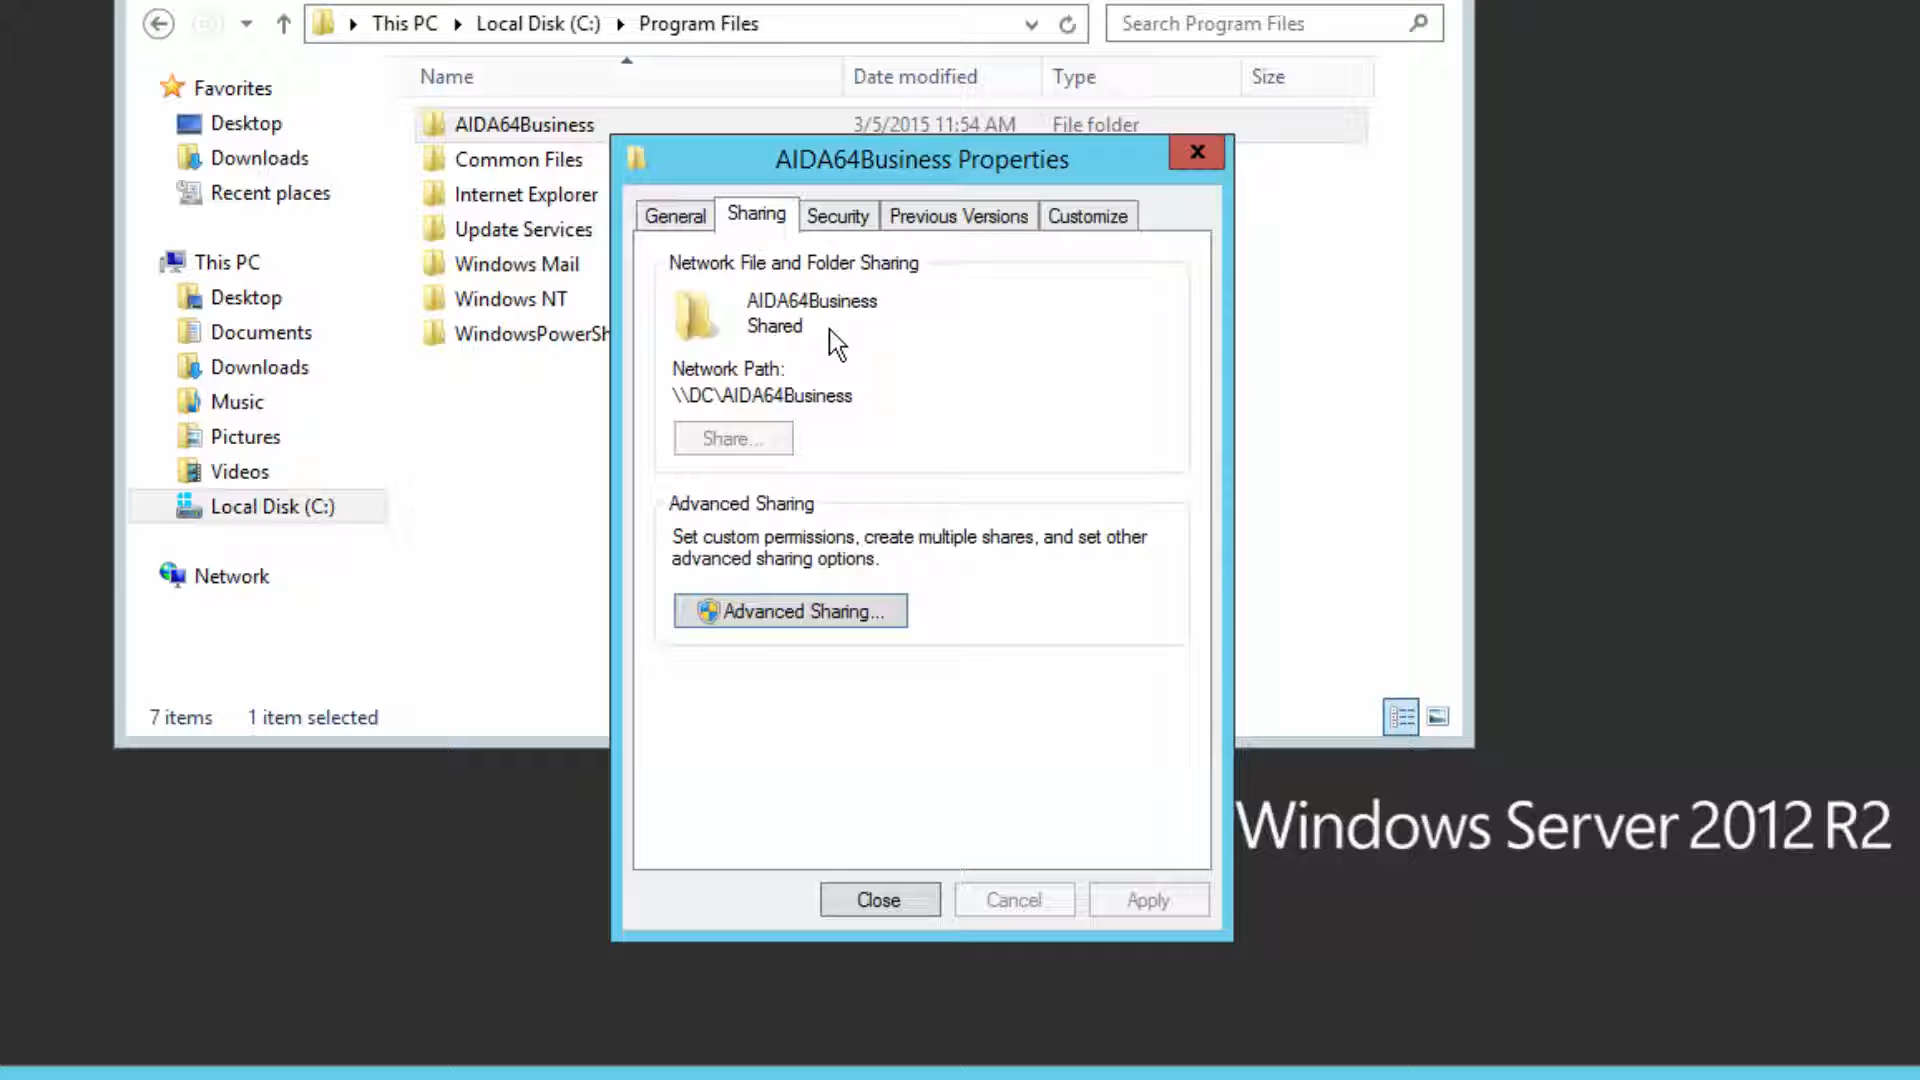 This PC
Local Disk (C:)
Program Files
Search Program Files
Name
Date modified
Type
Size
Favorites
Desktop
Downloads
Recent places
This PC
Desktop
Documents
Downloads
Music
Pictures
Videos
Local Disk (C:)
Network
AIDA64Business
3/5/2015 11:54 AM
File folder
Common Files
Internet Explorer
Update Services
Windows Mail
Windows NT
WindowsPowerSh
7 items
1 item selected
AIDA64Business Properties
General
Sharing
Security
Previous Versions
Customize
Network File and Folder Sharing
AIDA64Business
Shared
Network Path:
\\DC\AIDA64Business
Share...
Advanced Sharing
Set custom permissions, create multiple shares, and set other
advanced sharing options.
Advanced Sharing...
Close
Cancel
Apply
Windows Server 2012 R2